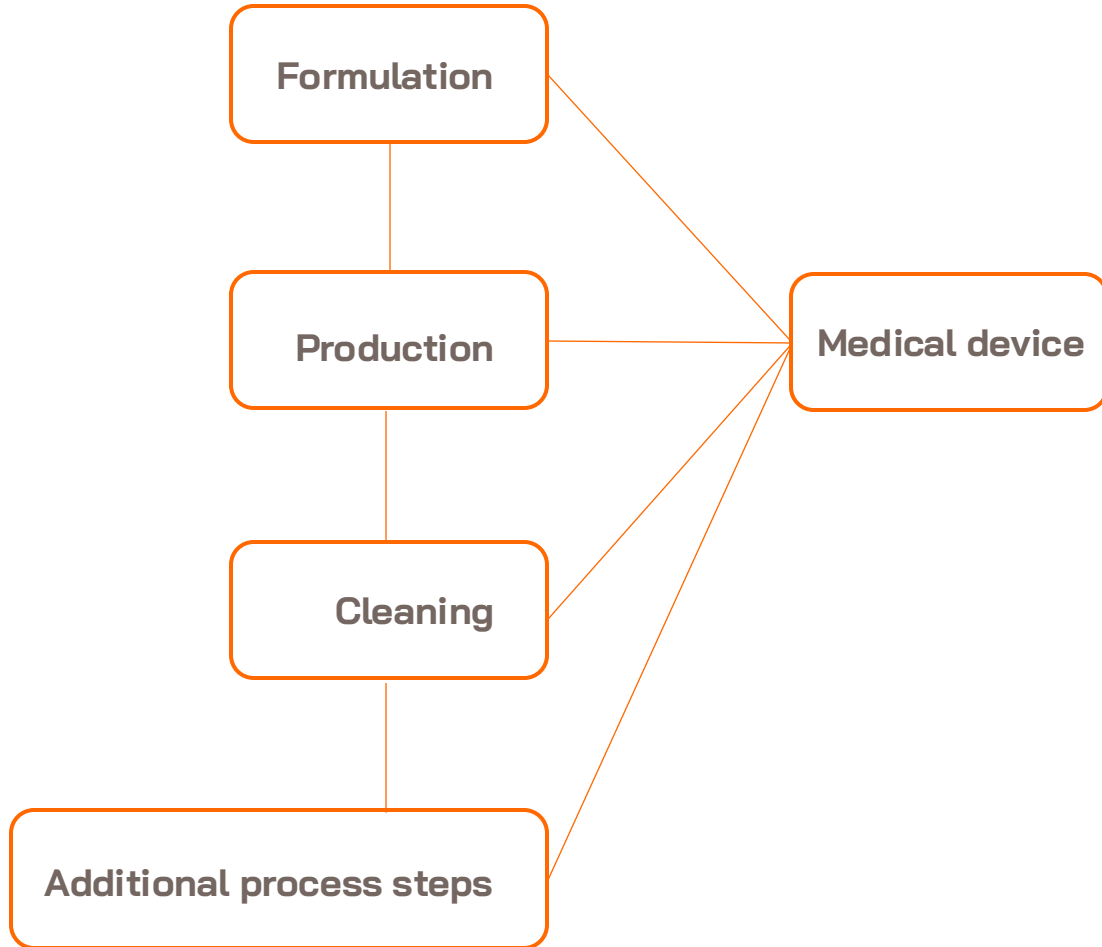 Formulation
Production
Medical device
Cleaning
Additional process steps